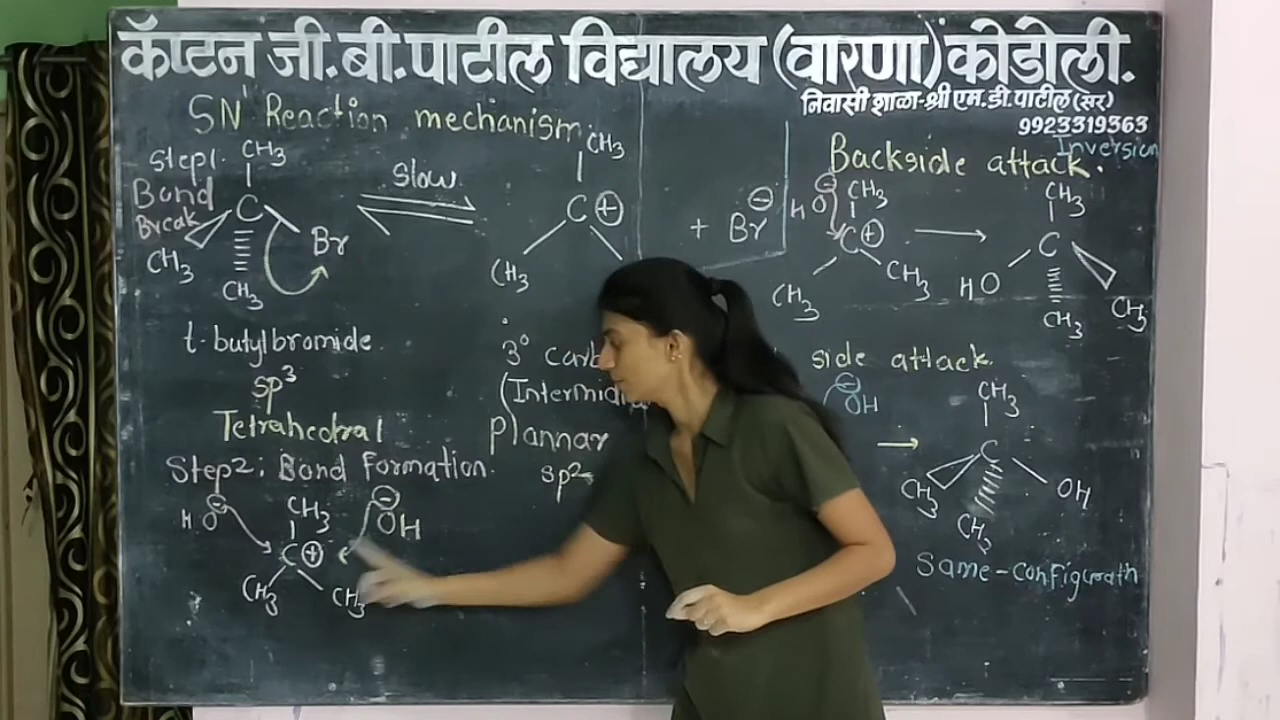 कॅप्टन जी.बी.पाटील विद्यालय (वारणा) कोडोली.
निवासी शाळा-श्री एम.डी.पाटील (सर)
9923319363
SN¹ Reaction mechanism.
Step1.
Bond
Break
CH3
C
Br
CH3
CH3
Slow
CH3
C⊕
CH3
+ Br⊖
t-butylbromide.
sp3
Tetrahedral
3° carb
(Intermidia
plannar
sp2
Step2: Bond Formation.
HO⊖
CH3
C⊕
CH3
CH3
⊖OH
Backside attack.
Inversion
HO⊖
CH3
C⊕
CH3
CH3
CH3
C
HO
CH3
CH3
side attack.
⊖OH
CH3
C
CH3
CH3
OH
Same-configurath